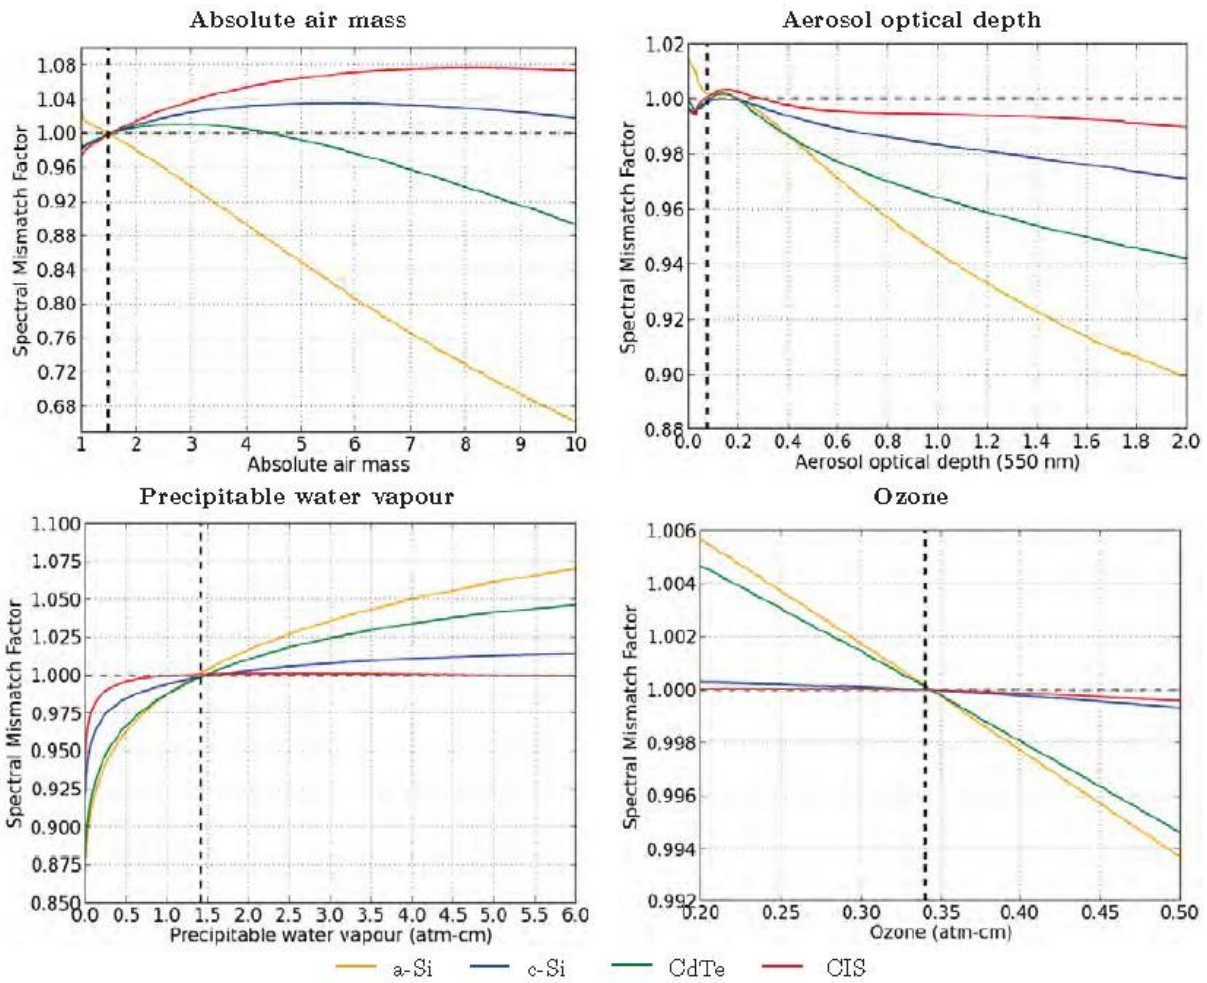 Absolute air mass
Spectral Mismatch Factor
1.08
1.04
1.00
0.96
0.92
0.88
0.84
0.80
0.76
0.72
0.68
1 2 3 4 5 6 7 8 9 10
Absolute air mass
Aerosol optical depth
Spectral Mismatch Factor
1.02
1.00
0.98
0.96
0.94
0.92
0.90
0.88
0.0 0.2 0.4 0.6 0.8 1.0 1.2 1.4 1.6 1.8 2.0
Aerosol optical depth (550 nm)
Precipitable water vapour
Spectral Mismatch Factor
1.100
1.075
1.050
1.025
1.000
0.975
0.950
0.925
0.900
0.875
0.850
0.0 0.5 1.0 1.5 2.0 2.5 3.0 3.5 4.0 4.5 5.0 5.5 6.0
Precipitable water vapour (atm-cm)
Ozone
Spectral Mismatch Factor
1.006
1.004
1.002
1.000
0.998
0.996
0.994
0.992
0.20 0.25 0.30 0.35 0.40 0.45 0.50
Ozone (atm-cm)
a-Si c-Si CdTe CIS